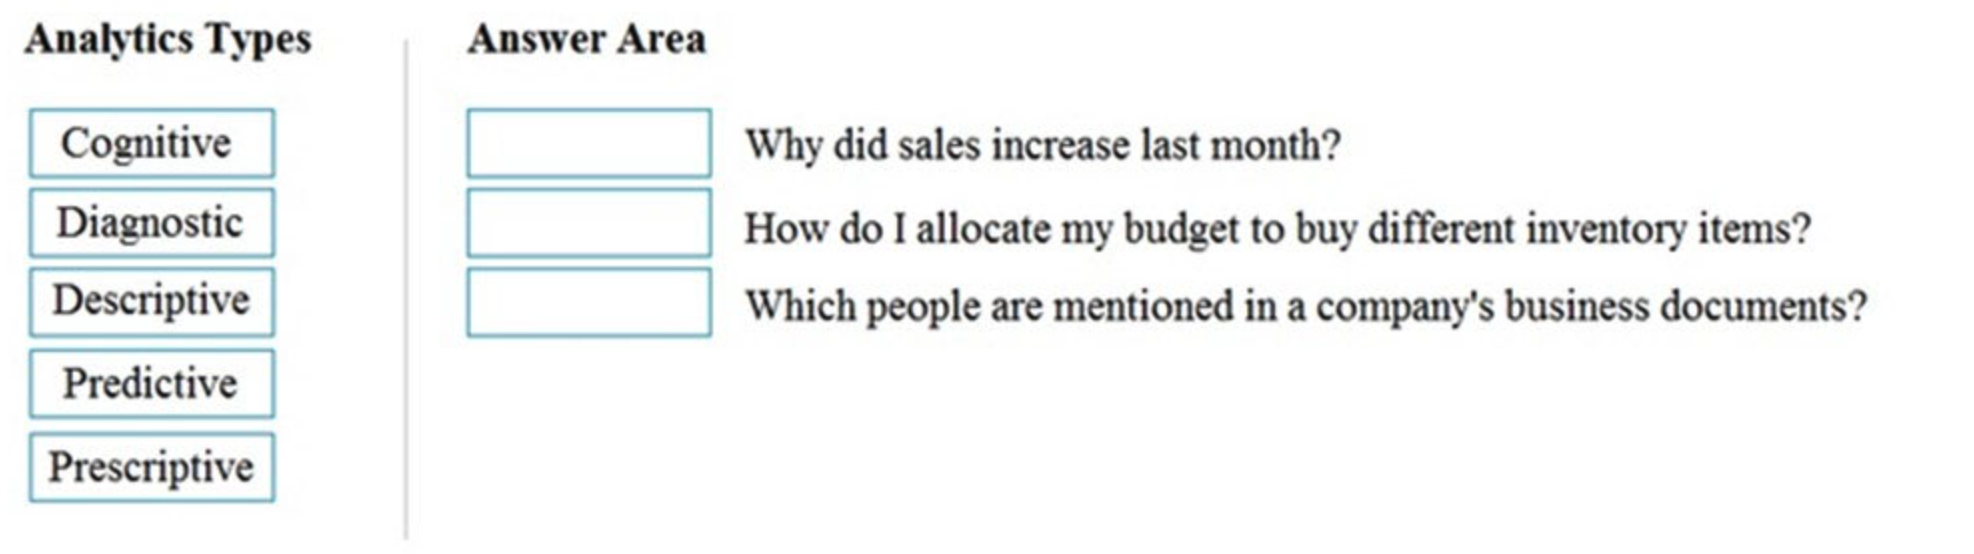 Analytics Types
Cognitive
Diagnostic
Descriptive
Predictive
Prescriptive
Answer Area
Why did sales increase last month?
How do I allocate my budget to buy different inventory items?
Which people are mentioned in a company's business documents?